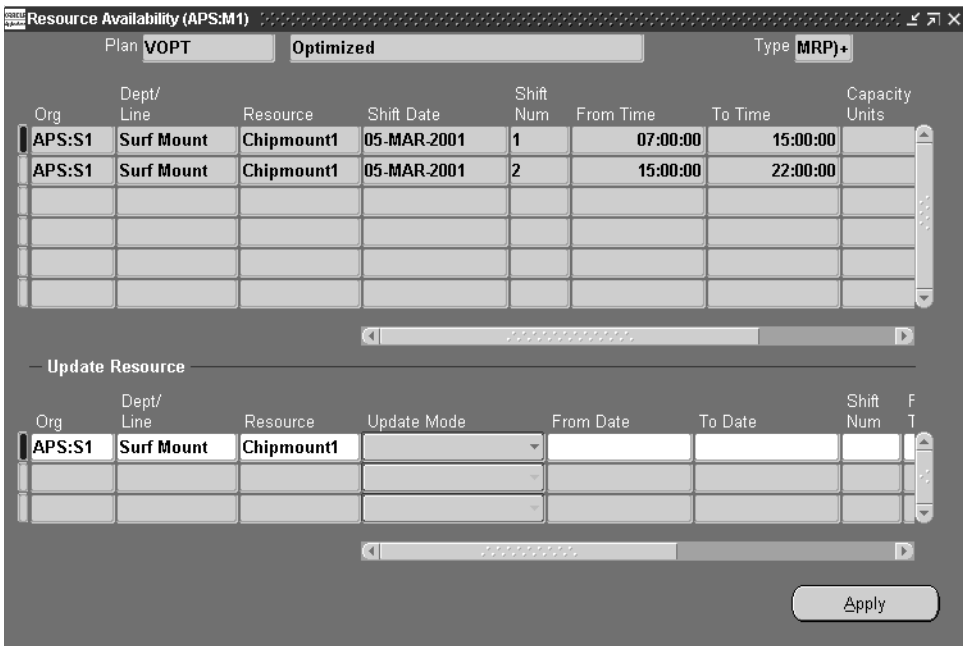 Resource Availability (APS:M1)
Plan VOPT Optimized Type MRP)+
Dept/ Shift Capacity
Org Line Resource Shift Date Num From Time To Time Units
APS:S1 Surf Mount Chipmount1 05-MAR-2001 1 07:00:00 15:00:00
APS:S1 Surf Mount Chipmount1 05-MAR-2001 2 15:00:00 22:00:00
Update Resource
Dept/ Shift F
Org Line Resource Update Mode From Date To Date Num T
APS:S1 Surf Mount Chipmount1
Apply